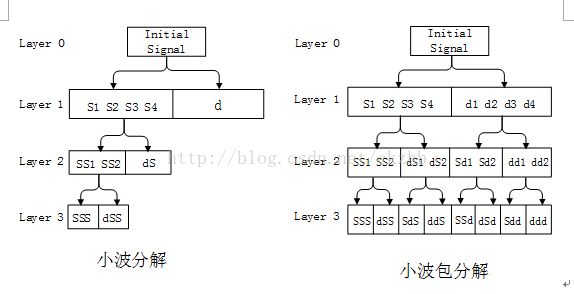 Layer 0
Initial
Signal
Layer 1
S1 S2 S3 S4
d
Layer 2
SS1 SS2
dS
Layer 3
SSS
dSS
小波分解
Layer 0
Initial
Signal
Layer 1
S1 S2 S3 S4
d1 d2 d3 d4
Layer
SS1 SS2
dS1 dS2
Sd1 Sd2
dd1 dd2
Layer 3
SSS
dSS
SdS
ddS
SSd
dSd
Sdd
ddd
小波包分解